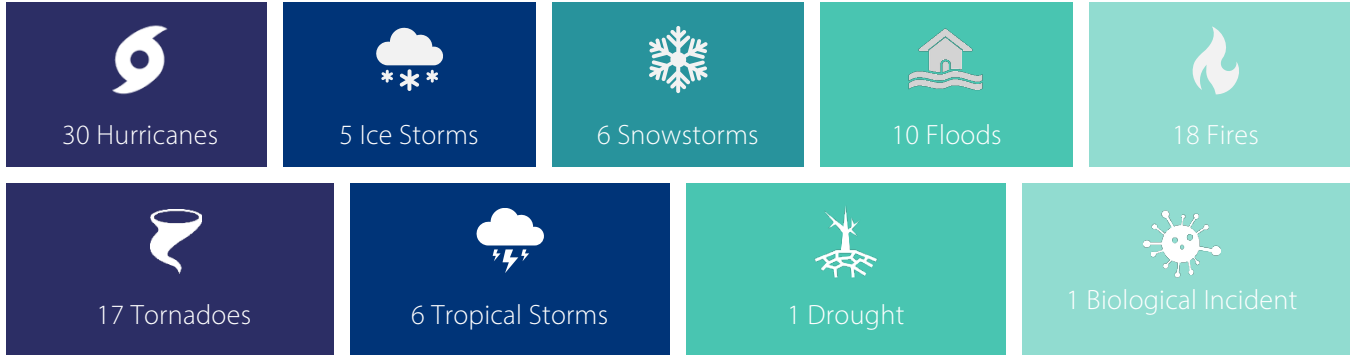 30 Hurricanes
5 Ice Storms
6 Snowstorms
10 Floods
18 Fires
17 Tornadoes
6 Tropical Storms
1 Drought
1 Biological Incident